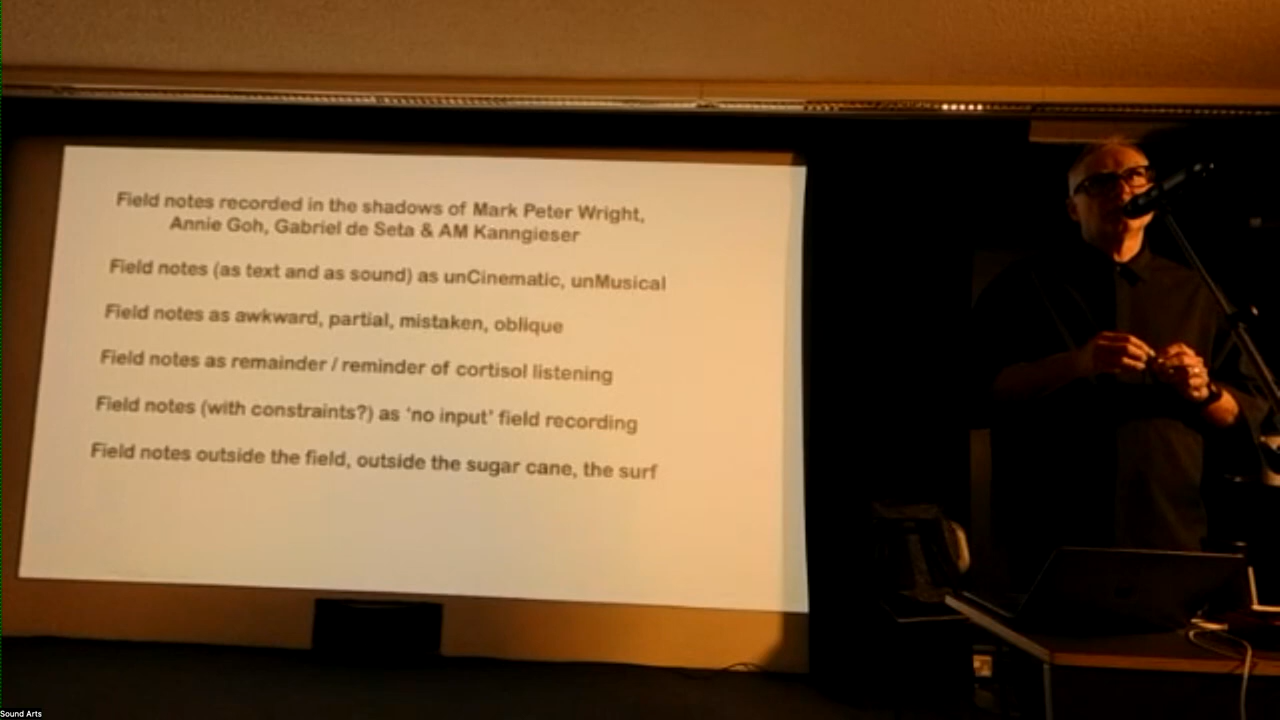 Field notes recorded in the shadows of Mark Peter Wright,
Annie Goh, Gabriel de Seta & AM Kanngieser
Field notes (as text and as sound) as unCinematic, unMusical
Field notes as awkward, partial, mistaken, oblique
Field notes as remainder / reminder of cortisol listening
Field notes (with constraints?) as ‘no input’ field recording
Field notes outside the field, outside the sugar cane, the surf
Sound Arts